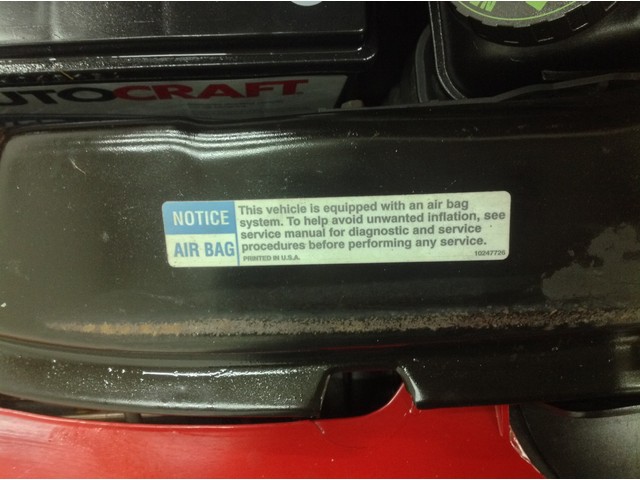 UTOCRAFT
NOTICE
AIR BAG
This vehicle is equipped with an air bag
system. To help avoid unwanted inflation, see
service manual for diagnostic and service
procedures before performing any service.
PRINTED IN U.S.A. 10247726